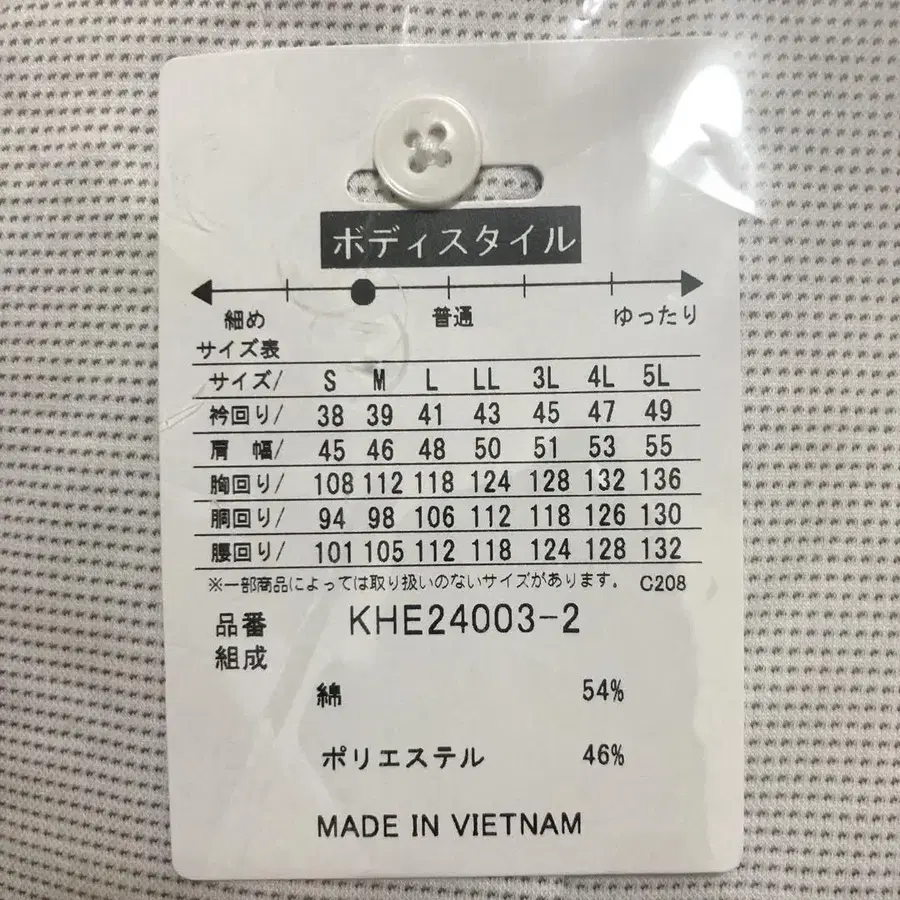 ボディスタイル
細め 普通 ゆったり
サイズ表
サイズ/ S M L LL 3L 4L 5L
衿回り/ 38 39 41 43 45 47 49
肩 幅/ 45 46 48 50 51 53 55
胸回り/ 108 112 118 124 128 132 136
胴回り/ 94 98 106 112 118 126 130
腰回り/ 101 105 112 118 124 128 132
※一部商品によっては取り扱いのないサイズがあります。 C208
品番 KHE24003-2
組成
綿 54%
ポリエステル 46%
MADE IN VIETNAM